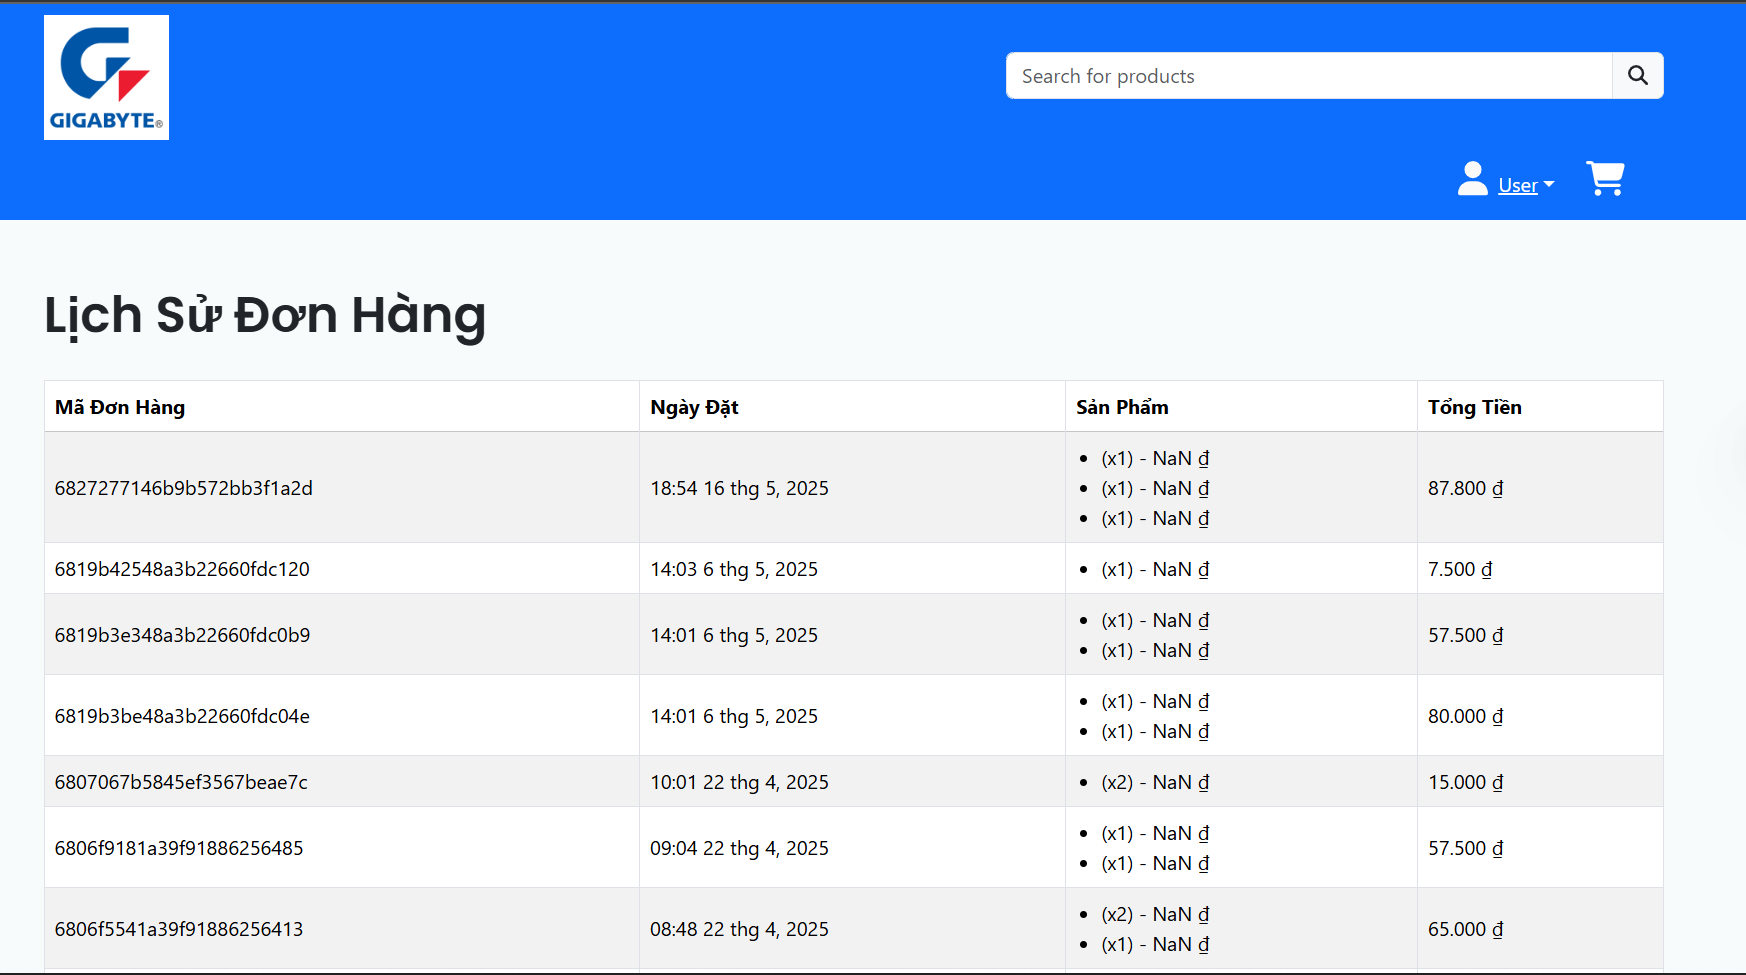 GIGABYTE®
Search for products
User
Lịch Sử Đơn Hàng
Mã Đơn Hàng Ngày Đặt Sản Phẩm Tổng Tiền
6827277146b9b572bb3f1a2d 18:54 16 thg 5, 2025 87.800 ₫
(x1) - NaN ₫
(x1) - NaN ₫
(x1) - NaN ₫
6819b42548a3b22660fdc120 14:03 6 thg 5, 2025 (x1) - NaN ₫ 7.500 ₫
6819b3e348a3b22660fdc0b9 14:01 6 thg 5, 2025 57.500 ₫
(x1) - NaN ₫
(x1) - NaN ₫
6819b3be48a3b22660fdc04e 14:01 6 thg 5, 2025 80.000 ₫
(x1) - NaN ₫
(x1) - NaN ₫
6807067b5845ef3567beae7c 10:01 22 thg 4, 2025 (x2) - NaN ₫ 15.000 ₫
6806f9181a39f91886256485 09:04 22 thg 4, 2025 57.500 ₫
(x1) - NaN ₫
(x1) - NaN ₫
6806f5541a39f91886256413 08:48 22 thg 4, 2025 65.000 ₫
(x2) - NaN ₫
(x1) - NaN ₫